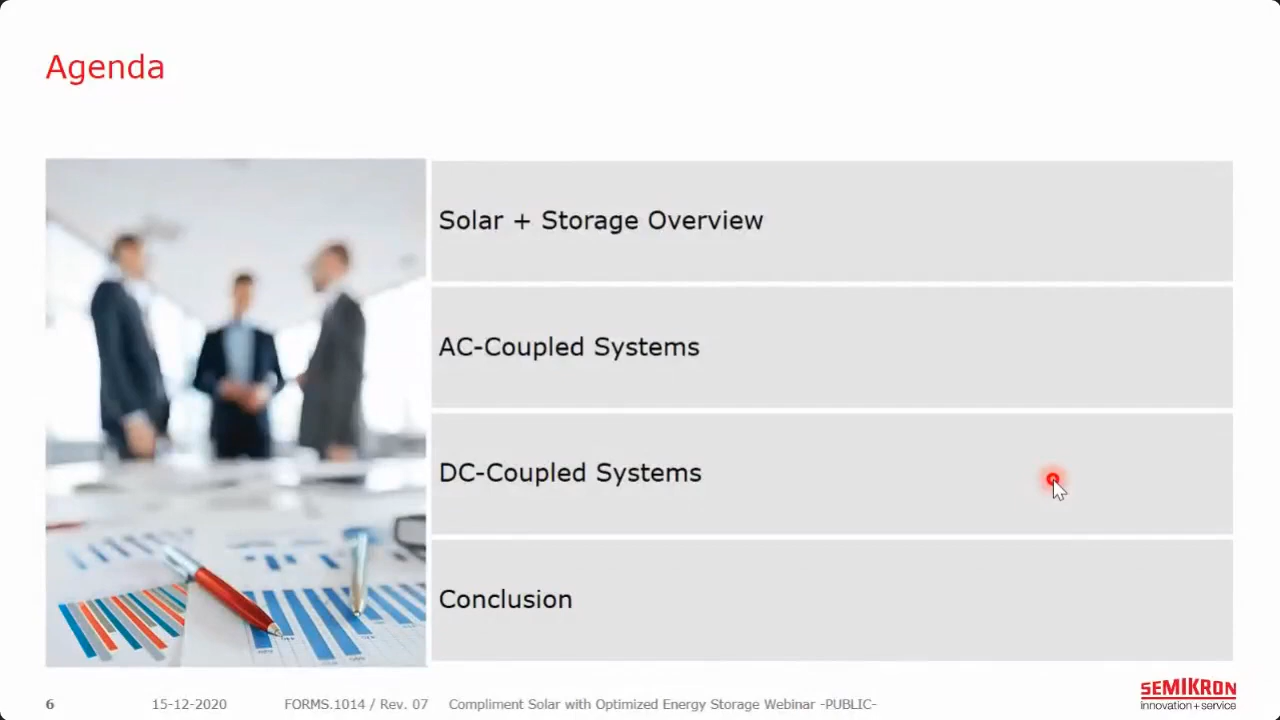 Agenda
Solar + Storage Overview
AC-Coupled Systems
DC-Coupled Systems
Conclusion
6 15-12-2020 FORMS.1014 / Rev. 07 Compliment Solar with Optimized Energy Storage Webinar -PUBLIC-
SEMIKRON
innovation+service